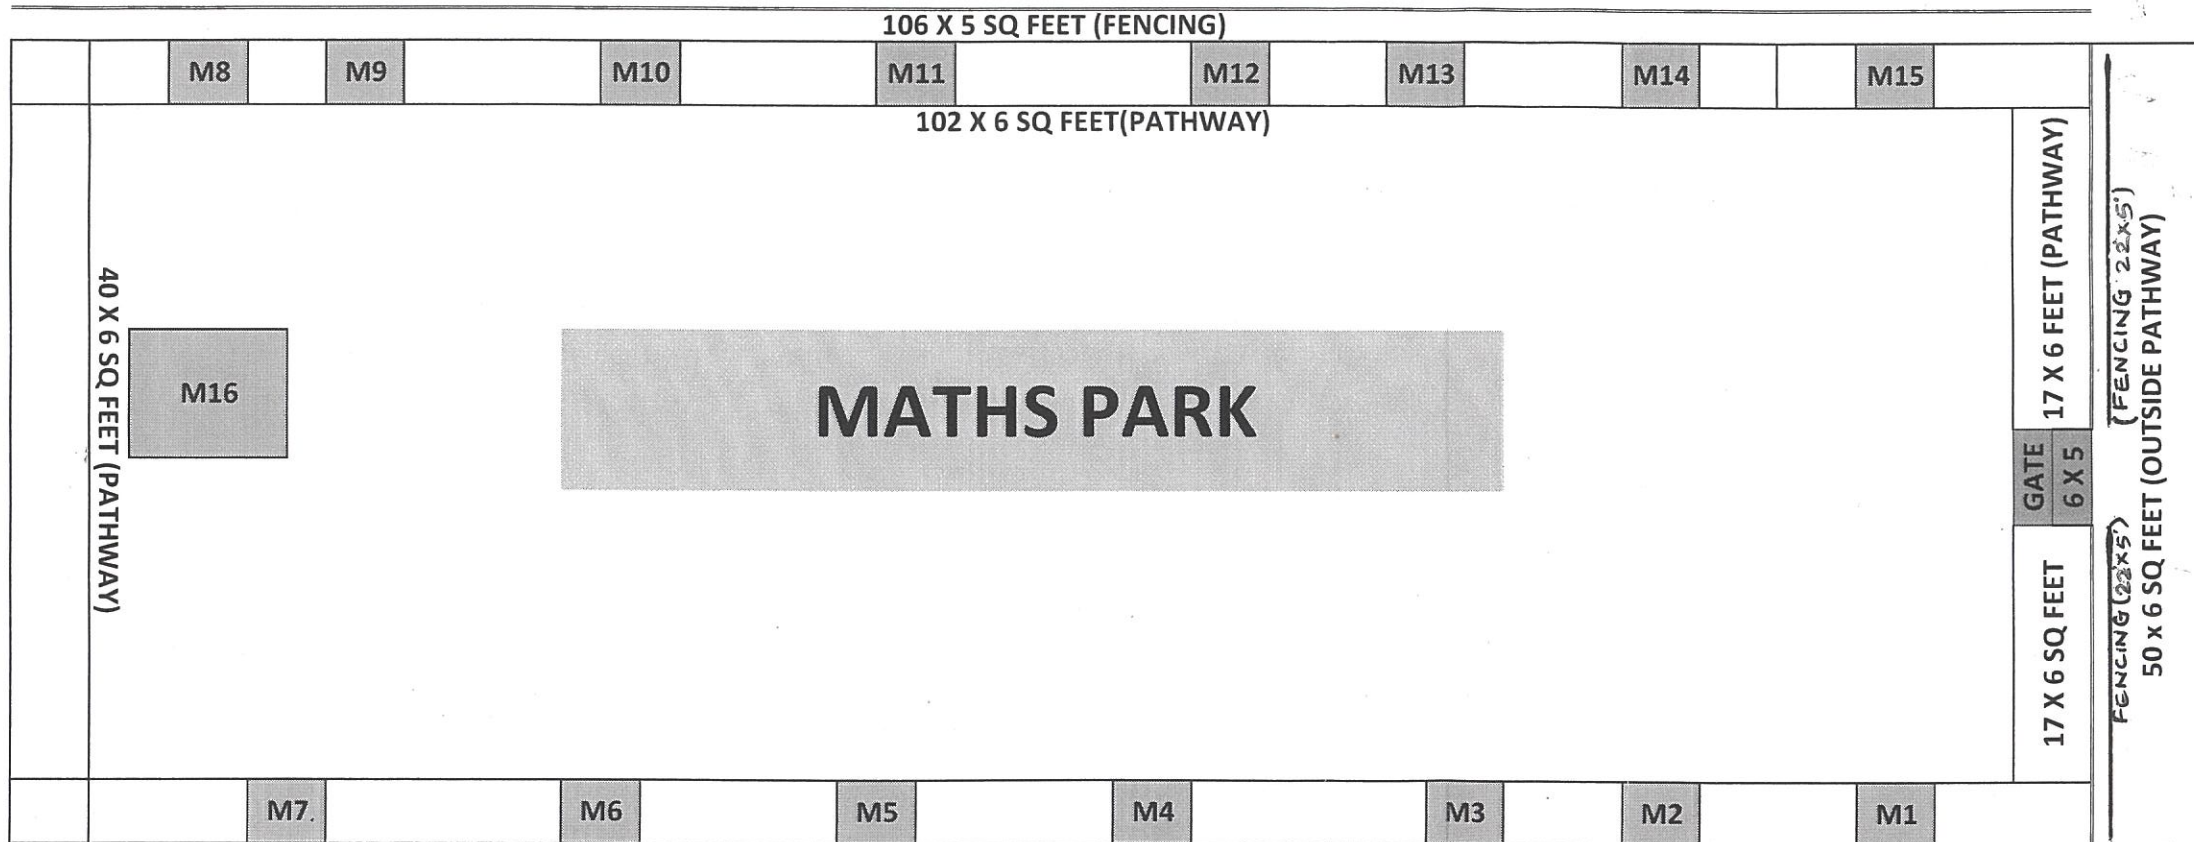 106 X 5 SQ FEET (FENCING)
M8 M9 M10 M11 M12 M13 M14 M15
102 X 6 SQ FEET(PATHWAY)
40 X 6 SQ FEET (PATHWAY)
M16
MATHS PARK
17 X 6 FEET (PATHWAY)
GATE
6 X 5
17 X 6 SQ FEET
(FENCING 22x5')
FENCING (22x5')
50 x 6 SQ FEET (OUTSIDE PATHWAY)
M7. M6 M5 M4 M3 M2 M1